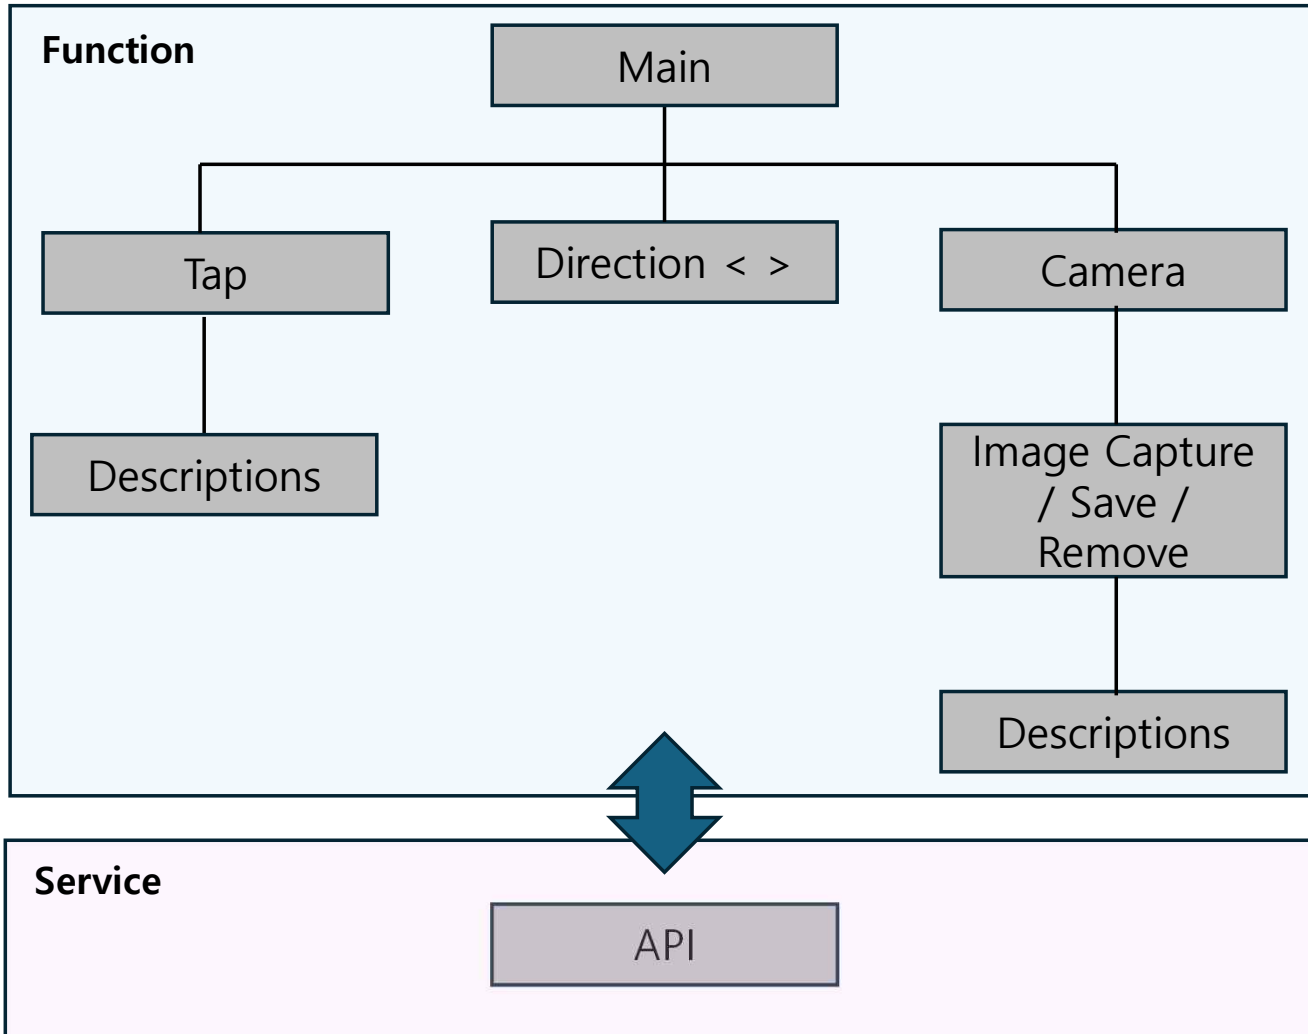 Function
Main
Tap
Direction < >
Camera
Descriptions
Image Capture
/ Save /
Remove
Descriptions
Service
API